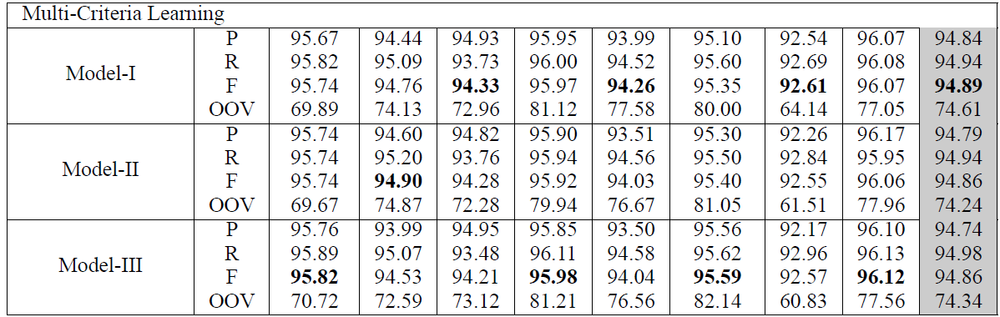 Multi-Criteria Learning
P 95.67 94.44 94.93 95.95 93.99 95.10 92.54 96.07 94.84
R 95.82 95.09 93.73 96.00 94.52 95.60 92.69 96.08 94.94
Model-I
F 95.74 94.76 94.33 95.97 94.26 95.35 92.61 96.07 94.89
OOV 69.89 74.13 72.96 81.12 77.58 80.00 64.14 77.05 74.61
P 95.74 94.60 94.82 95.90 93.51 95.30 92.26 96.17 94.79
R 95.74 95.20 93.76 95.94 94.56 95.50 92.84 95.95 94.94
Model-II
F 95.74 94.90 94.28 95.92 94.03 95.40 92.55 96.06 94.86
OOV 69.67 74.87 72.28 79.94 76.67 81.05 61.51 77.96 74.24
P 95.76 93.99 94.95 95.85 93.50 95.56 92.17 96.10 94.74
R 95.89 95.07 93.48 96.11 94.58 95.62 92.96 96.13 94.98
Model-III
F 95.82 94.53 94.21 95.98 94.04 95.59 92.57 96.12 94.86
OOV 70.72 72.59 73.12 81.21 76.56 82.14 60.83 77.56 74.34